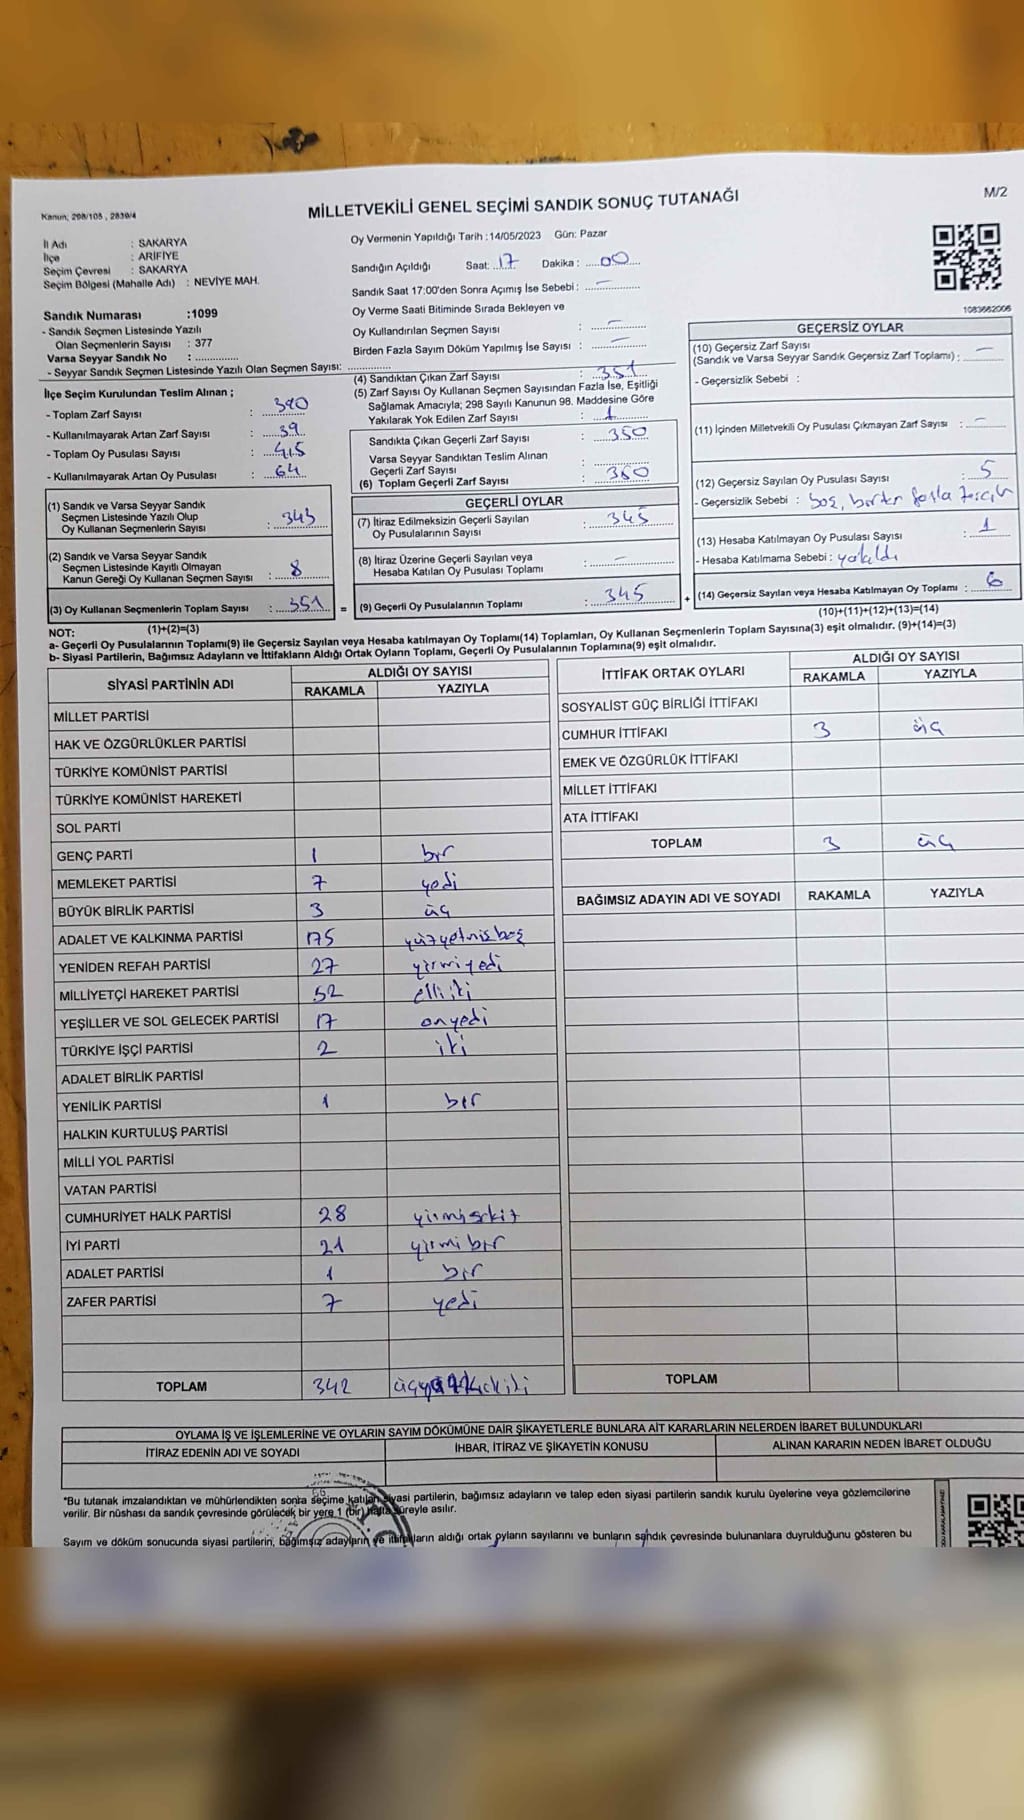 Kanun; 298/105 , 2839/4
MİLLETVEKİLİ GENEL SEÇİMİ SANDIK SONUÇ TUTANAĞI
M/2
İl Adı : SAKARYA
İlçe : ARİFİYE
Seçim Çevresi : SAKARYA
Seçim Bölgesi (Mahalle Adı) : NEVİYE MAH.
Oy Vermenin Yapıldığı Tarih :14/05/2023 Gün: Pazar
Sandığın Açıldığı Saat: 17 Dakika : 00
Sandık Saat 17:00'den Sonra Açımış İse Sebebi : —
Oy Verme Saati Bitiminde Sırada Bekleyen ve
Oy Kullandırılan Seçmen Sayısı : —
Birden Fazla Sayım Döküm Yapılmış İse Sayısı : —
1083682006
Sandık Numarası :1099
- Sandık Seçmen Listesinde Yazılı
Olan Seçmenlerin Sayısı : 377
Varsa Seyyar Sandık No : ............
- Seyyar Sandık Seçmen Listesinde Yazılı Olan Seçmen Sayısı: ............
İlçe Seçim Kurulundan Teslim Alınan ;
- Toplam Zarf Sayısı : 390
- Kullanılmayarak Artan Zarf Sayısı : 39
- Toplam Oy Pusulası Sayısı : 415
- Kullanılmayarak Artan Oy Pusulası : 64
(4) Sandıktan Çıkan Zarf Sayısı : 351
(5) Zarf Sayısı Oy Kullanan Seçmen Sayısından Fazla İse, Eşitliği
Sağlamak Amacıyla; 298 Sayılı Kanunun 98. Maddesine Göre
Yakılarak Yok Edilen Zarf Sayısı : 1
Sandıkta Çıkan Geçerli Zarf Sayısı : 350
Varsa Seyyar Sandıktan Teslim Alınan
Geçerli Zarf Sayısı : ............
(6) Toplam Geçerli Zarf Sayısı : 350
GEÇERSİZ OYLAR
(10) Geçersiz Zarf Sayısı
(Sandık ve Varsa Seyyar Sandık Geçersiz Zarf Toplamı) : —
- Geçersizlik Sebebi :
(11) İçinden Milletvekili Oy Pusulası Çıkmayan Zarf Sayısı : —
(12) Geçersiz Sayılan Oy Pusulası Sayısı : 5
- Geçersizlik Sebebi : boş, birden fazla tercih
(13) Hesaba Katılmayan Oy Pusulası Sayısı : 1
- Hesaba Katılmama Sebebi : yakıldı
(14) Geçersiz Sayılan veya Hesaba Katılmayan Oy Toplamı : 6
(10)+(11)+(12)+(13)=(14)
(1) Sandık ve Varsa Seyyar Sandık
Seçmen Listesinde Yazılı Olup
Oy Kullanan Seçmenlerin Sayısı : 343
(2) Sandık ve Varsa Seyyar Sandık
Seçmen Listesinde Kayıtlı Olmayan
Kanun Gereği Oy Kullanan Seçmen Sayısı : 8
(3) Oy Kullanan Seçmenlerin Toplam Sayısı : 351 =
(1)+(2)=(3)
GEÇERLİ OYLAR
(7) İtiraz Edilmeksizin Geçerli Sayılan
Oy Pusulalarının Sayısı : 345
(8) İtiraz Üzerine Geçerli Sayılan veya
Hesaba Katılan Oy Pusulası Toplamı : —
(9) Geçerli Oy Pusulalarının Toplamı : 345 +
NOT:
a- Geçerli Oy Pusulalarının Toplamı(9) ile Geçersiz Sayılan veya Hesaba katılmayan Oy Toplamı(14) Toplamları, Oy Kullanan Seçmenlerin Toplam Sayısına(3) eşit olmalıdır. (9)+(14)=(3)
b- Siyasi Partilerin, Bağımsız Adayların ve İttifakların Aldığı Ortak Oyların Toplamı, Geçerli Oy Pusulalarının Toplamına(9) eşit olmalıdır.
SİYASİ PARTİNİN ADI ALDIĞI OY SAYISI
RAKAMLA YAZIYLA
MİLLET PARTİSİ
HAK VE ÖZGÜRLÜKLER PARTİSİ
TÜRKİYE KOMÜNİST PARTİSİ
TÜRKİYE KOMÜNİST HAREKETİ
SOL PARTİ
GENÇ PARTİ 1 bir
MEMLEKET PARTİSİ 7 yedi
BÜYÜK BİRLİK PARTİSİ 3 üç
ADALET VE KALKINMA PARTİSİ 175 yüzyetmişbeş
YENİDEN REFAH PARTİSİ 27 yirmiyedi
MİLLİYETÇİ HAREKET PARTİSİ 52 elliiki
YEŞİLLER VE SOL GELECEK PARTİSİ 17 onyedi
TÜRKİYE İŞÇİ PARTİSİ 2 iki
ADALET BİRLİK PARTİSİ
YENİLİK PARTİSİ 1 bir
HALKIN KURTULUŞ PARTİSİ
MİLLİ YOL PARTİSİ
VATAN PARTİSİ
CUMHURİYET HALK PARTİSİ 28 yirmisekiz
İYİ PARTİ 21 yirmi bir
ADALET PARTİSİ 1 bir
ZAFER PARTİSİ 7 yedi
TOPLAM 342
İTTİFAK ORTAK OYLARI ALDIĞI OY SAYISI
RAKAMLA YAZIYLA
SOSYALİST GÜÇ BİRLİĞİ İTTİFAKI
CUMHUR İTTİFAKI 3 üç
EMEK VE ÖZGÜRLÜK İTTİFAKI
MİLLET İTTİFAKI
ATA İTTİFAKI
TOPLAM 3 üç
BAĞIMSIZ ADAYIN ADI VE SOYADI RAKAMLA YAZIYLA
TOPLAM
OYLAMA İŞ VE İŞLEMLERİNE VE OYLARIN SAYIM DÖKÜMÜNE DAİR ŞİKAYETLERLE BUNLARA AİT KARARLARIN NELERDEN İBARET BULUNDUKLARI
İTİRAZ EDENİN ADI VE SOYADI İHBAR, İTİRAZ VE ŞİKAYETİN KONUSU ALINAN KARARIN NEDEN İBARET OLDUĞU
"Bu tutanak imzalandıktan ve mühürlendikten sonra seçime katılan siyasi partilerin, bağımsız adayların ve talep eden siyasi partilerin sandık kurulu üyelerine veya gözlemcilerine
verilir. Bir nüshası da sandık çevresinde görülecek bir yere 1 (bir) hafta süreyle asılır.
Sayım ve döküm sonucunda siyasi partilerin, bağımsız adayların ve ittifakların aldığı ortak oyların sayılarını ve bunların sandık çevresinde bulunanlara duyrulduğunu gösteren bu